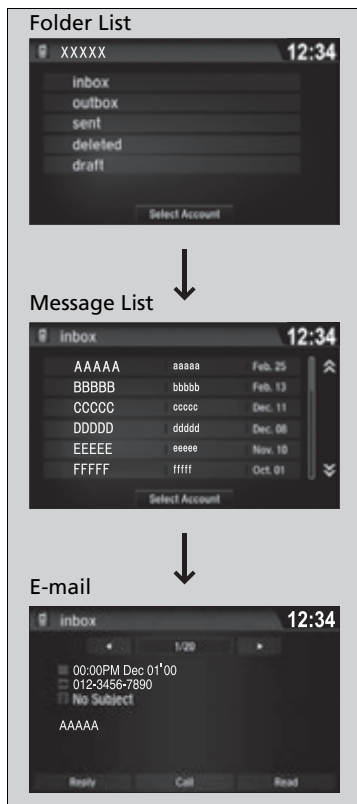 Folder List
XXXXX 12:34
inbox
outbox
sent
deleted
draft
Select Account
Message List
inbox 12:34
AAAAA aaaaa Feb. 25
BBBBB bbbbb Feb. 13
CCCCC ccccc Dec. 11
DDDDD ddddd Dec. 08
EEEEE eeeee Nov. 10
FFFFF fffff Oct. 01
Select Account
E-mail
inbox 12:34
1/20
00:00PM Dec 01'00
012-3456-7890
No Subject
AAAAA
Reply Call Read